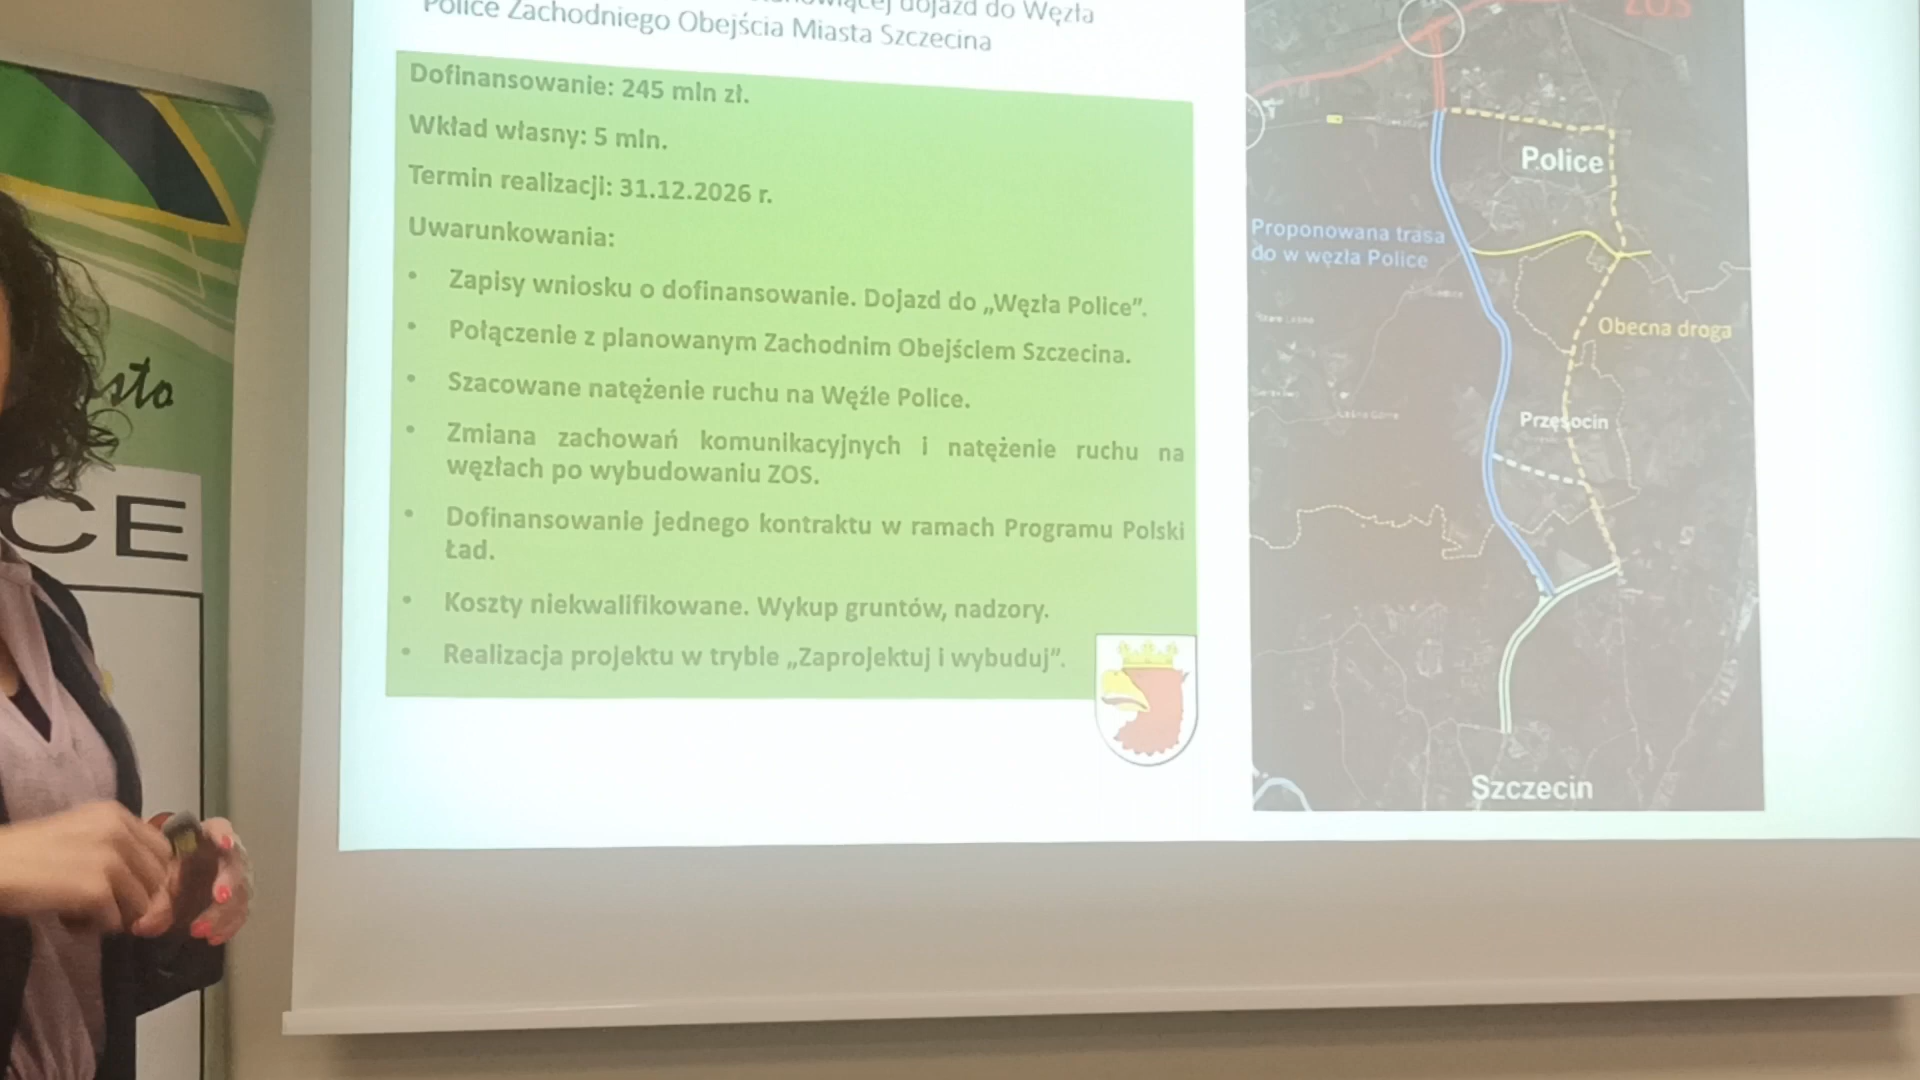 dojazd do Węzła
Police Zachodniego Obejścia Miasta Szczecina
Dofinansowanie: 245 mln zł.
Wkład własny: 5 mln.
Termin realizacji: 31.12.2026 r.
Uwarunkowania:
• Zapisy wniosku o dofinansowanie. Dojazd do „Węzła Police”.
• Połączenie z planowanym Zachodnim Obejściem Szczecina.
• Szacowane natężenie ruchu na Węźle Police.
• Zmiana zachowań komunikacyjnych i natężenie ruchu na
węzłach po wybudowaniu ZOS.
• Dofinansowanie jednego kontraktu w ramach Programu Polski
Ład.
• Koszty niekwalifikowane. Wykup gruntów, nadzory.
• Realizacja projektu w trybie „Zaprojektuj i wybuduj”.
ZOS
Police
Proponowana trasa
do w węzła Police
Obecna droga
Przęsocin
Szczecin
sto
CE